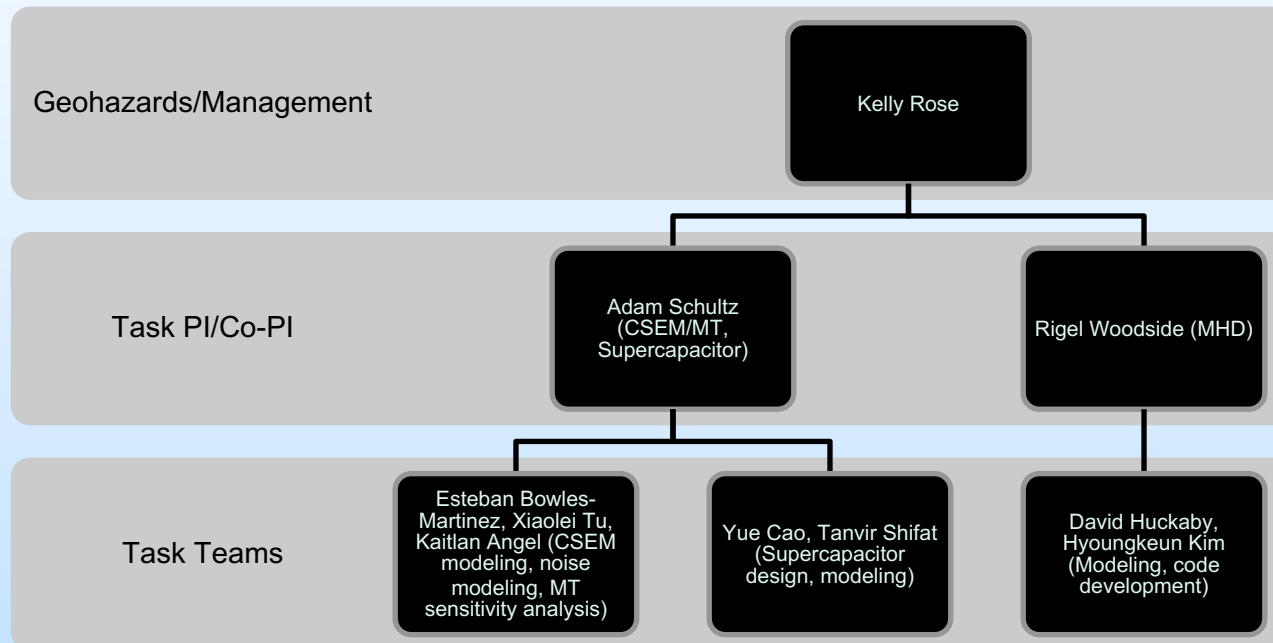 Geohazards/Management
Kelly Rose
Task PI/Co-PI
Adam Schultz
(CSEM/MT,
Supercapacitor)
Rigel Woodside (MHD)
Task Teams
Esteban Bowles-
Martinez, Xiaolei Tu,
Kaitlan Angel (CSEM
modeling, noise
modeling, MT
sensitivity analysis)
Yue Cao, Tanvir Shifat
(Supercapacitor
design, modeling)
David Huckaby,
Hyoungkeun Kim
(Modeling, code
development)